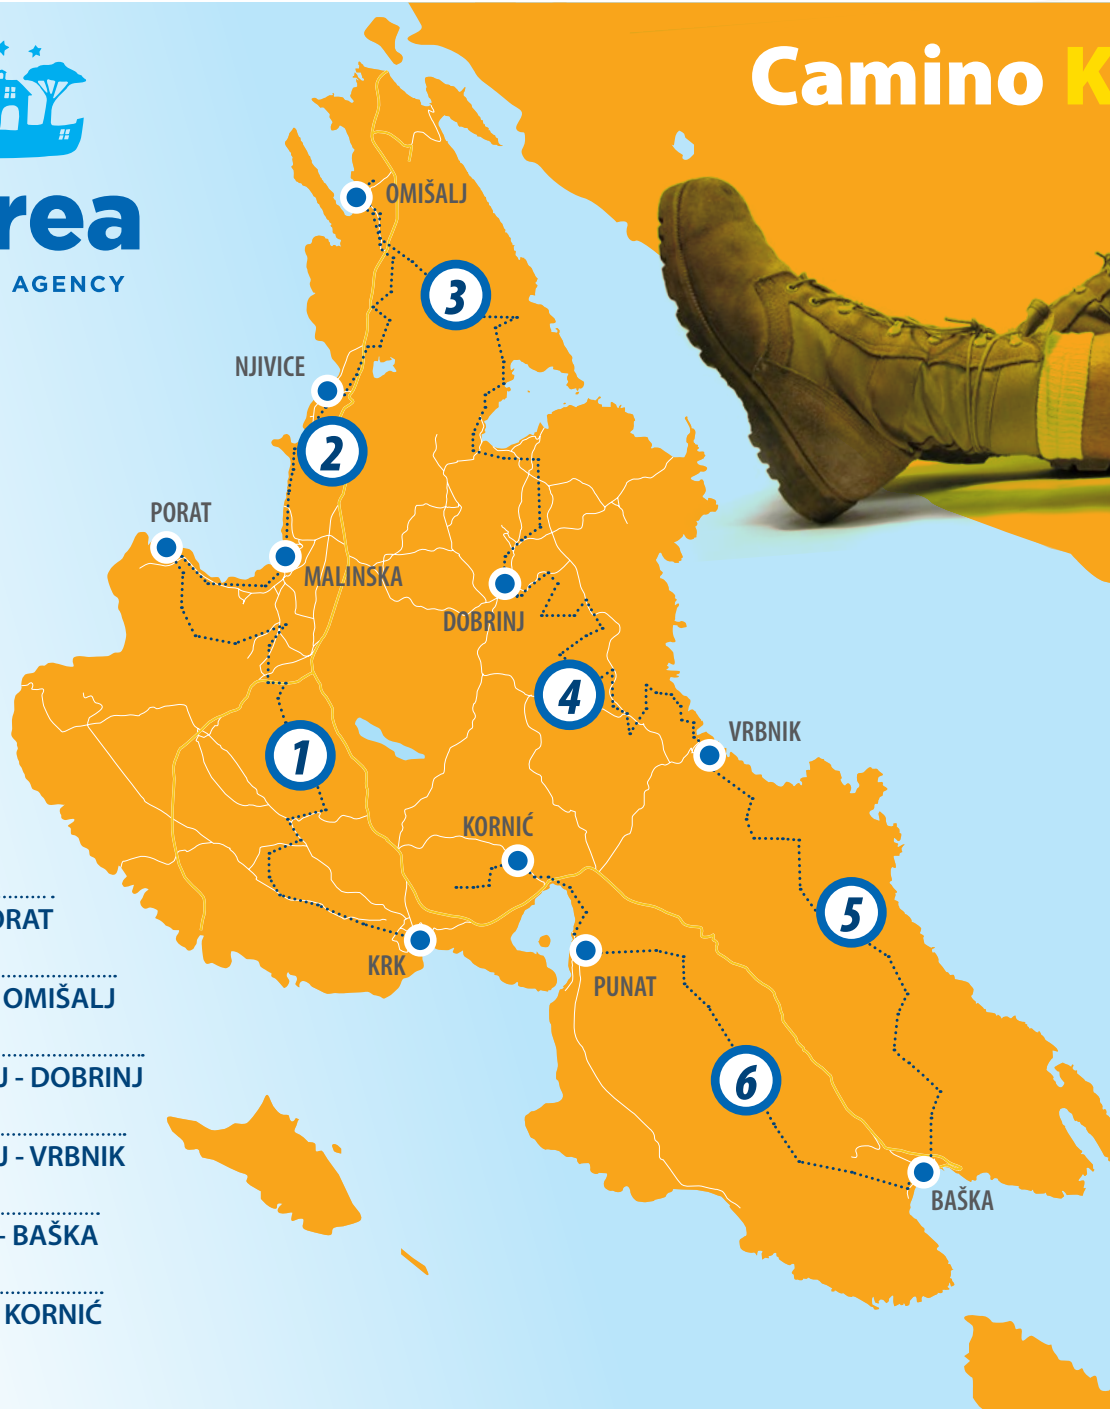 Camino K
rea
AGENCY
OMIŠALJ
3
NJIVICE
2
PORAT
MALINSKA
DOBRINJ
4
VRBNIK
1
KORNIĆ
5
KRK
PUNAT
6
BAŠKA
ORAT
OMIŠALJ
J - DOBRINJ
J - VRBNIK
- BAŠKA
KORNIĆ